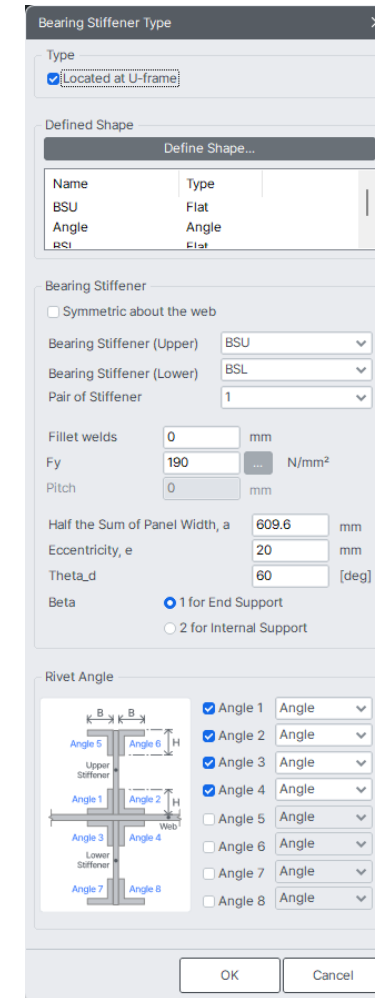 Bearing Stiffener Type
Type
Located at U-frame
Defined Shape
Define Shape...
Name Type
BSU Flat
Angle Angle
BSL Flat
Bearing Stiffener
Symmetric about the web
Bearing Stiffener (Upper) BSU
Bearing Stiffener (Lower) BSL
Pair of Stiffener 1
Fillet welds 0 mm
Fy 190 ... N/mm²
Pitch 0 mm
Half the Sum of Panel Width, a 609.6 mm
Eccentricity, e 20 mm
Theta_d 60 [deg]
Beta 1 for End Support
2 for Internal Support
Rivet Angle
B B
Angle 5 Angle 6 H
Upper
Stiffener
Angle 1 Angle 2 H
Web
Angle 3 Angle 4
Lower
Stiffener
Angle 7 Angle 8
Angle 1 Angle
Angle 2 Angle
Angle 3 Angle
Angle 4 Angle
Angle 5 Angle
Angle 6 Angle
Angle 7 Angle
Angle 8 Angle
OK Cancel